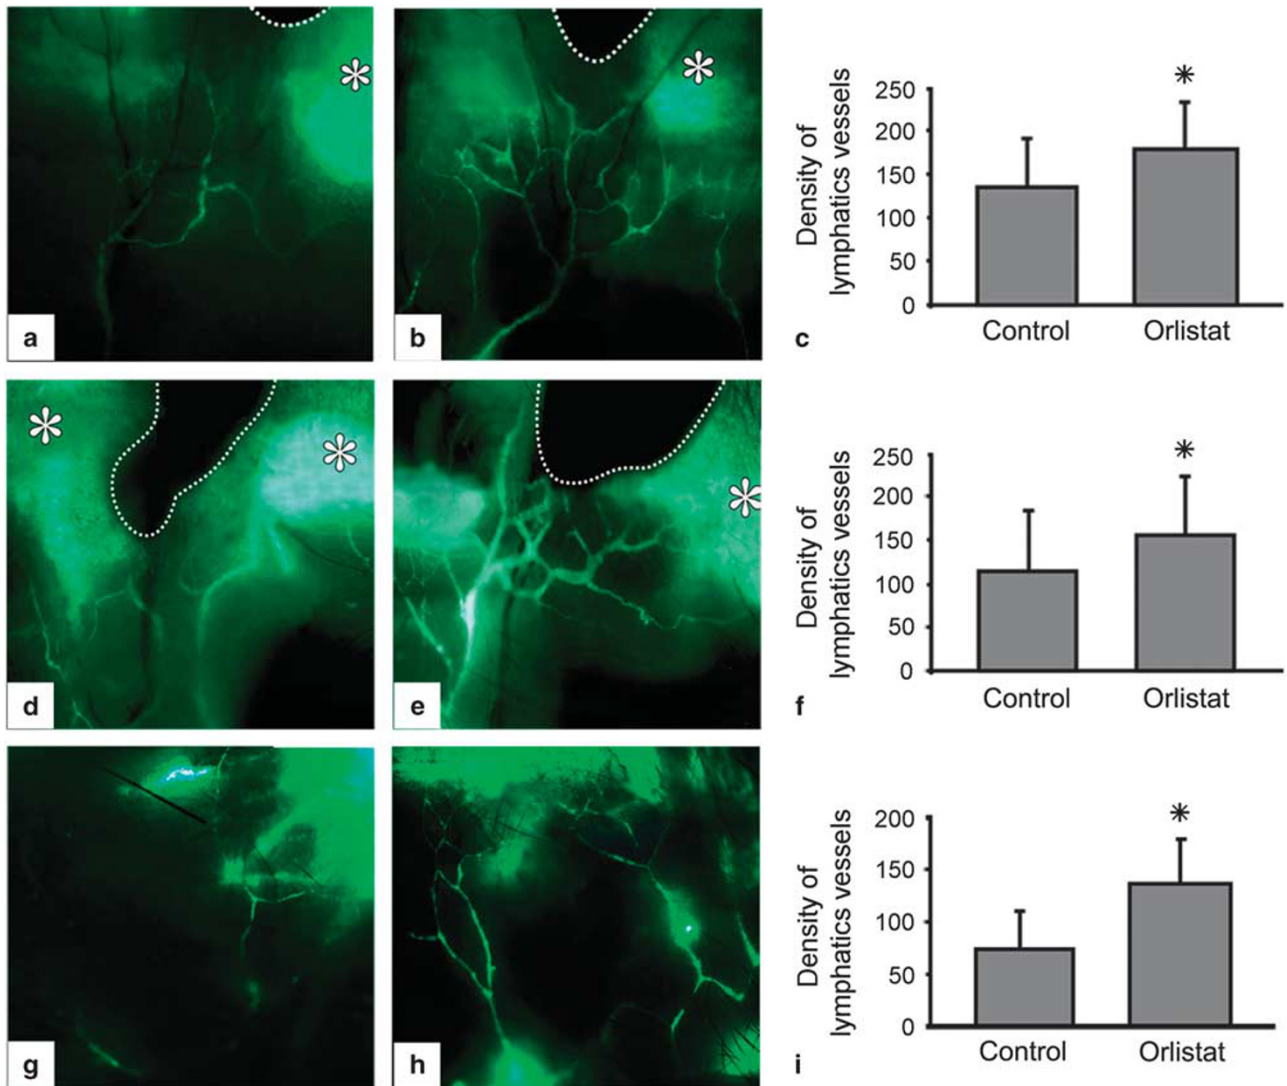 a
b
c
Density of
lymphatics vessels
250
200
150
100
50
0
*
Control
Orlistat
d
e
f
Density of
lymphatics vessels
250
200
150
100
50
0
*
Control
Orlistat
g
h
i
Density of
lymphatics vessels
200
150
100
50
0
*
Control
Orlistat